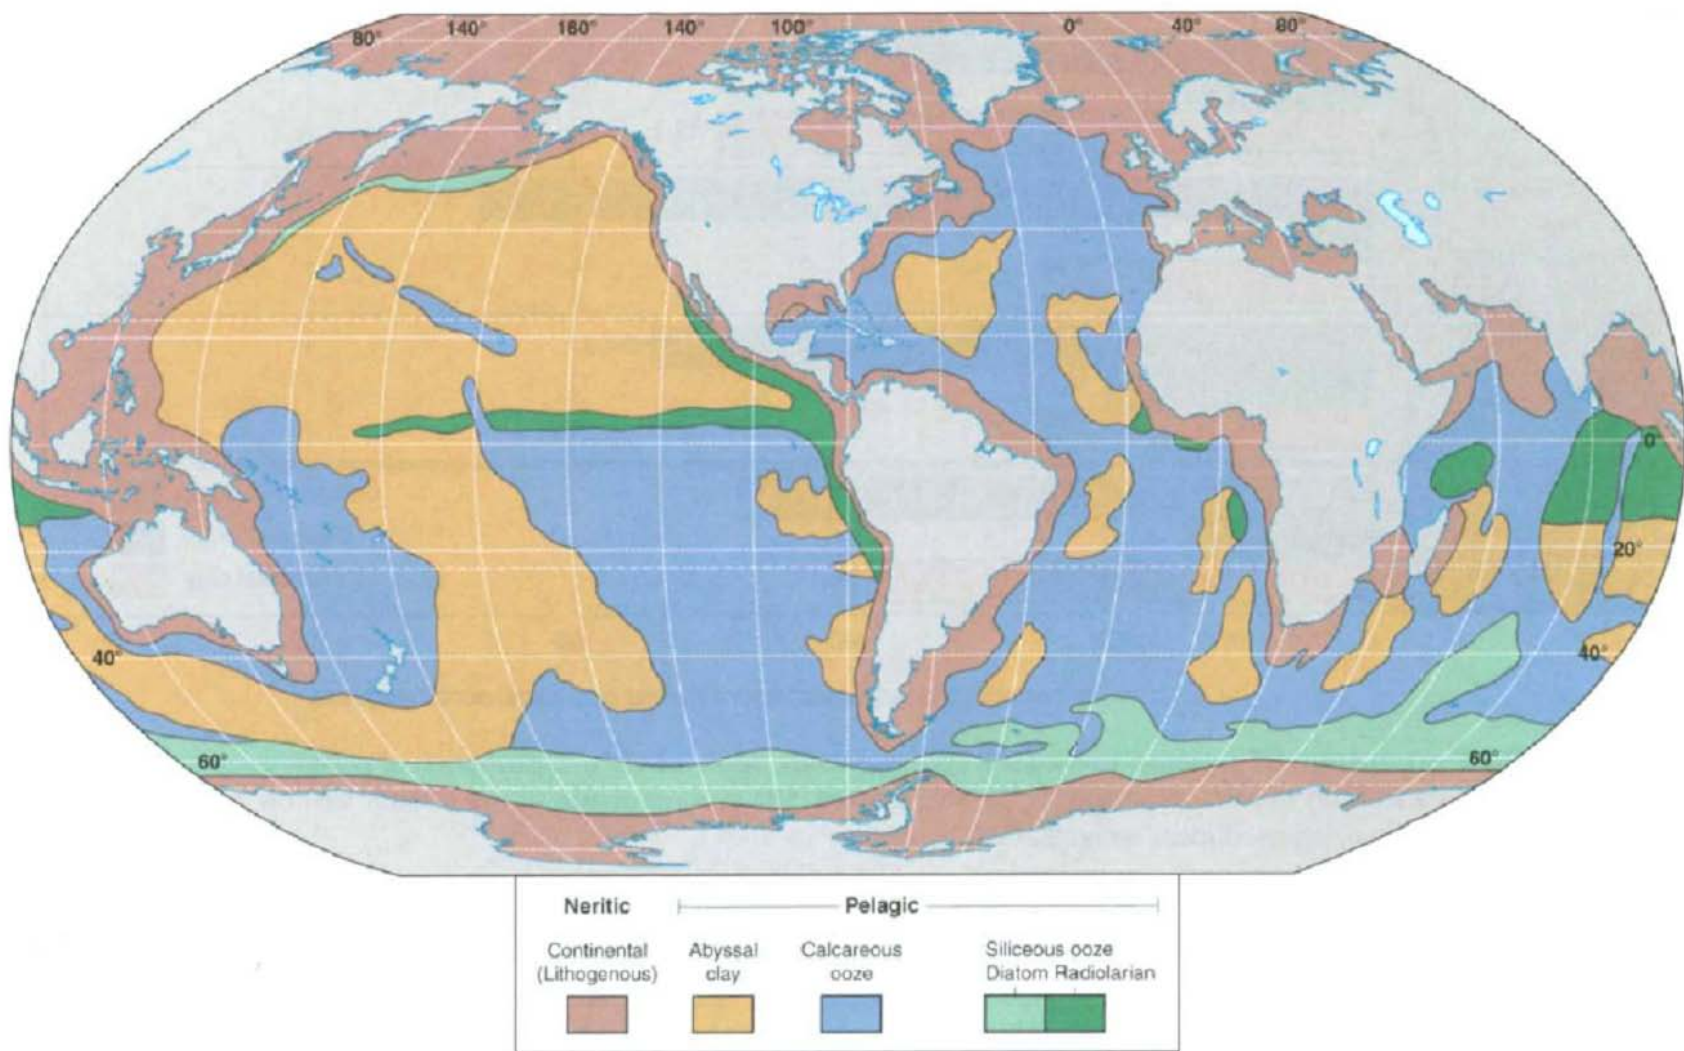 80° 140° 180° 140° 100° 0° 40° 80°
0°
20°
40° 40°
60° 60°
Neritic Pelagic
Continental Abyssal Calcareous Siliceous ooze
(Lithogenous) clay ooze Diatom Radiolarian